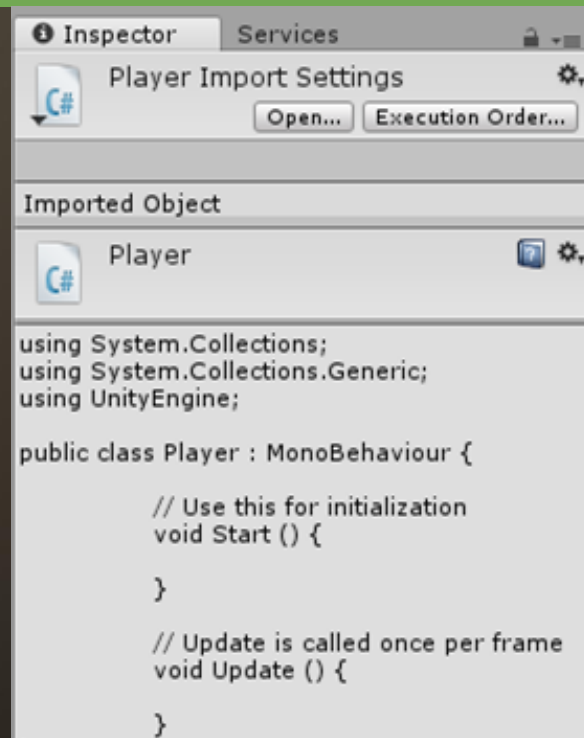 Inspector Services
Player Import Settings
Open... Execution Order...
Imported Object
C# Player
using System.Collections;
using System.Collections.Generic;
using UnityEngine;
public class Player : MonoBehaviour {
// Use this for initialization
void Start () {
}
// Update is called once per frame
void Update () {
}